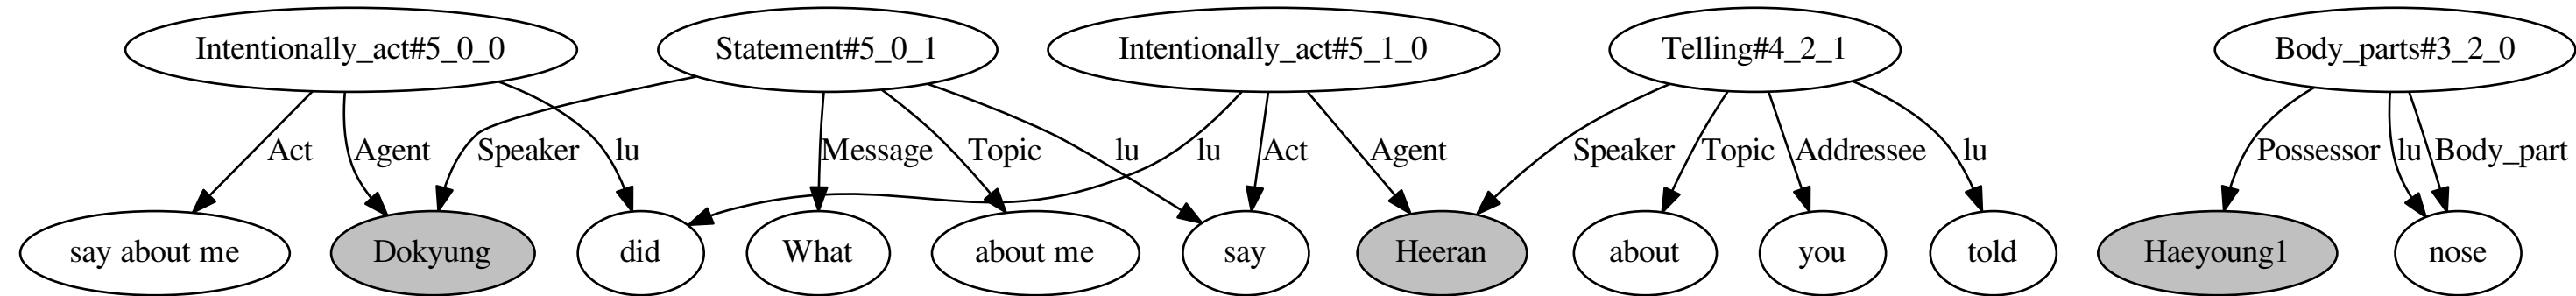 Intentionally_act#5_0_0 Statement#5_0_1 Intentionally_act#5_1_0 Telling#4_2_1 Body_parts#3_2_0
Act Agent Speaker lu Message Topic lu lu Act Agent Speaker Topic Addressee lu Possessor lu Body_part
say about me Dokyung did What about me say Heeran about you told Haeyoung1 nose